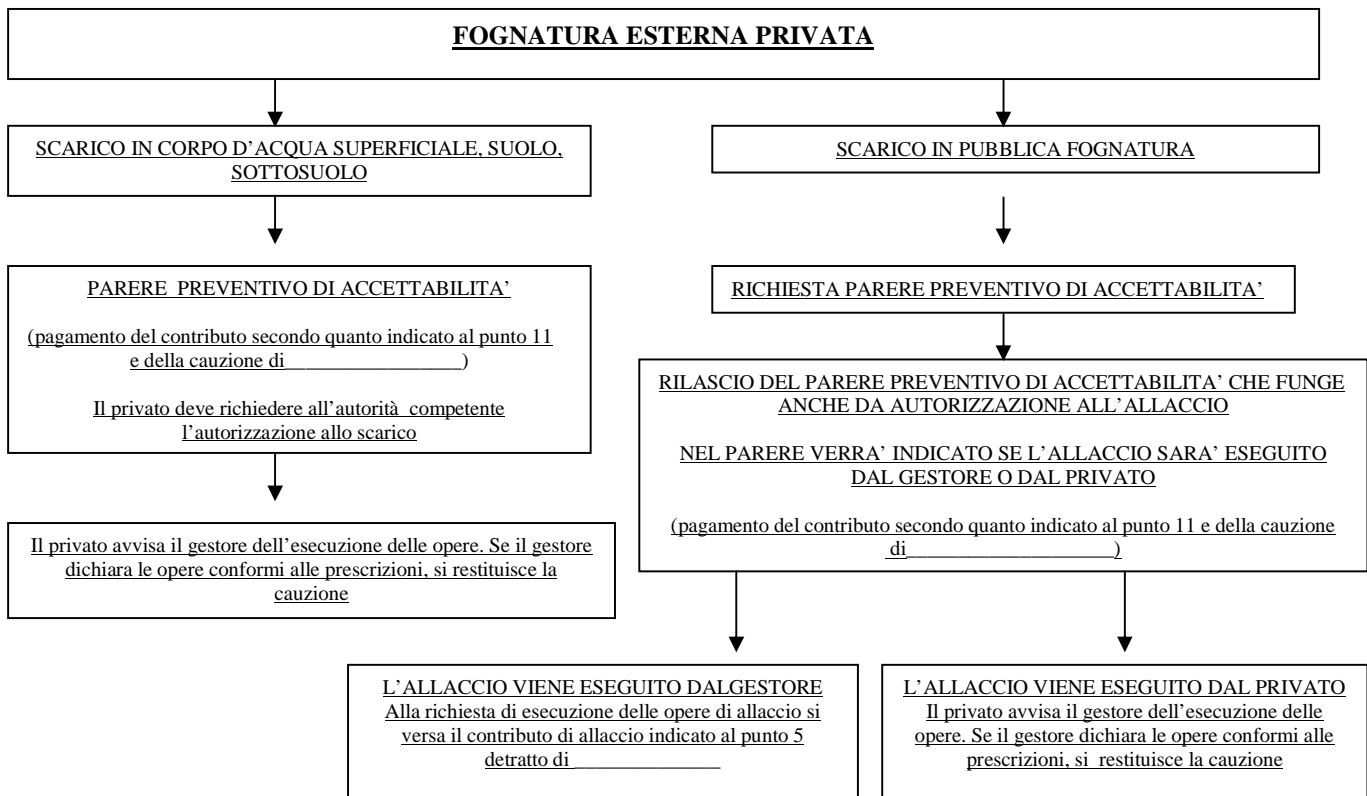 FOGNATURA ESTERNA PRIVATA
SCARICO IN CORPO D’ACQUA SUPERFICIALE, SUOLO,
SOTTOSUOLO
PARERE PREVENTIVO DI ACCETTABILITA’
(pagamento del contributo secondo quanto indicato al punto 11
e della cauzione di_________________)
Il privato deve richiedere all’autorità competente
l’autorizzazione allo scarico
Il privato avvisa il gestore dell’esecuzione delle opere. Se il gestore
dichiara le opere conformi alle prescrizioni, si restituisce la
cauzione
SCARICO IN PUBBLICA FOGNATURA
RICHIESTA PARERE PREVENTIVO DI ACCETTABILITA’
RILASCIO DEL PARERE PREVENTIVO DI ACCETTABILITA’ CHE FUNGE
ANCHE DA AUTORIZZAZIONE ALL’ALLACCIO
NEL PARERE VERRA’ INDICATO SE L’ALLACCIO SARA’ ESEGUITO
DAL GESTORE O DAL PRIVATO
(pagamento del contributo secondo quanto indicato al punto 11 e della cauzione
di_______________________)
L’ALLACCIO VIENE ESEGUITO DALGESTORE
Alla richiesta di esecuzione delle opere di allaccio si
versa il contributo di allaccio indicato al punto 5
detratto di ______________
L’ALLACCIO VIENE ESEGUITO DAL PRIVATO
Il privato avvisa il gestore dell’esecuzione delle
opere. Se il gestore dichiara le opere conformi alle
prescrizioni, si restituisce la cauzione